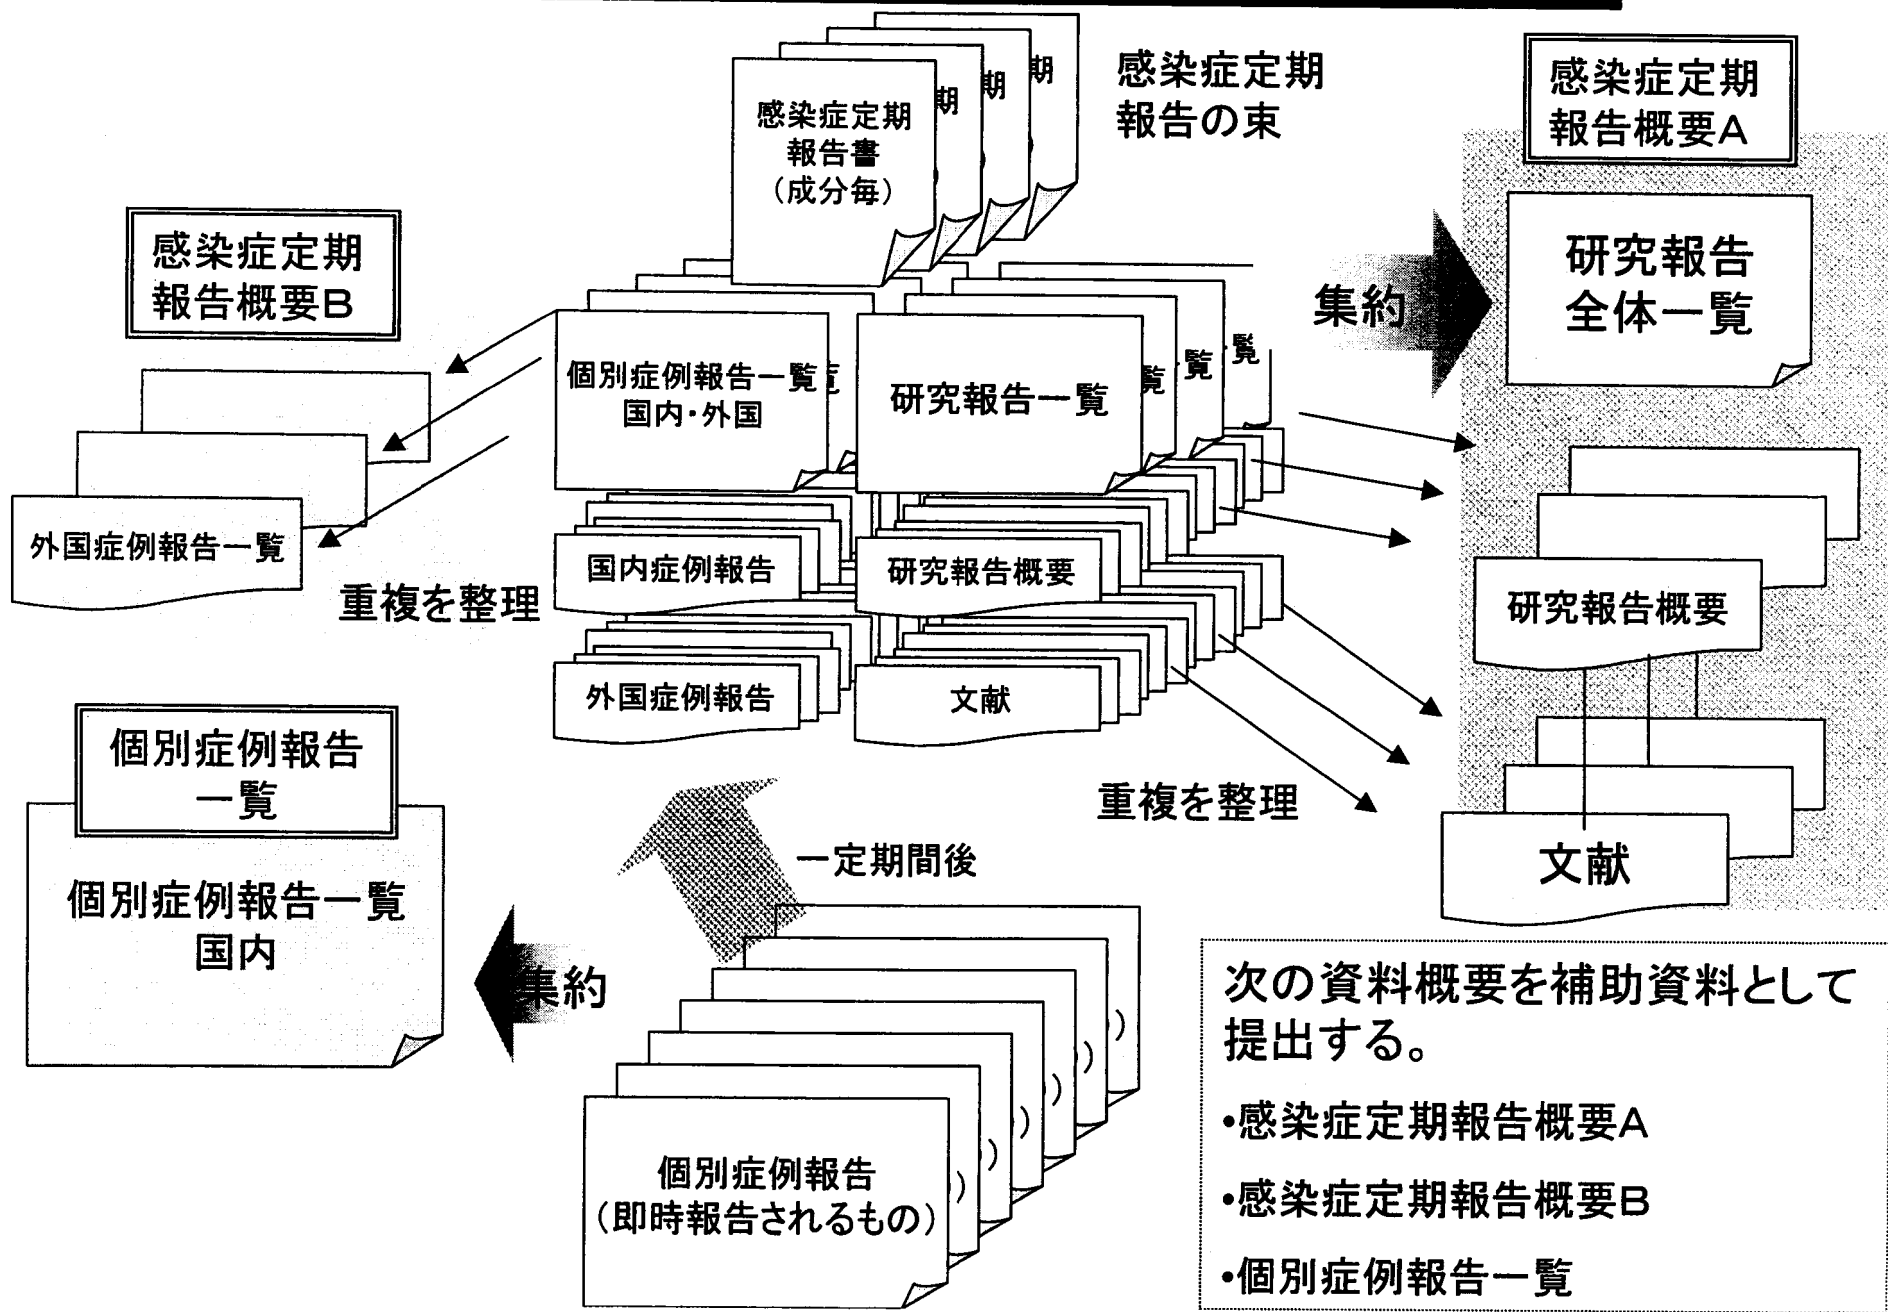 感染症定期
報告の束
感染症定期
報告書
（成分毎）
期
期
期
感染症定期
報告概要A
研究報告
全体一覧
集約
感染症定期
報告概要B
個別症例報告一覧
国内・外国
覧
研究報告一覧
覧
一覧
一覧
外国症例報告一覧
重複を整理
国内症例報告
研究報告概要
研究報告概要
外国症例報告
文献
個別症例報告
一覧
重複を整理
文献
一定期間後
個別症例報告一覧
国内
集約
個別症例報告
（即時報告されるもの）
）
）
）
）
）
次の資料概要を補助資料として
提出する。
・感染症定期報告概要A
・感染症定期報告概要B
・個別症例報告一覧